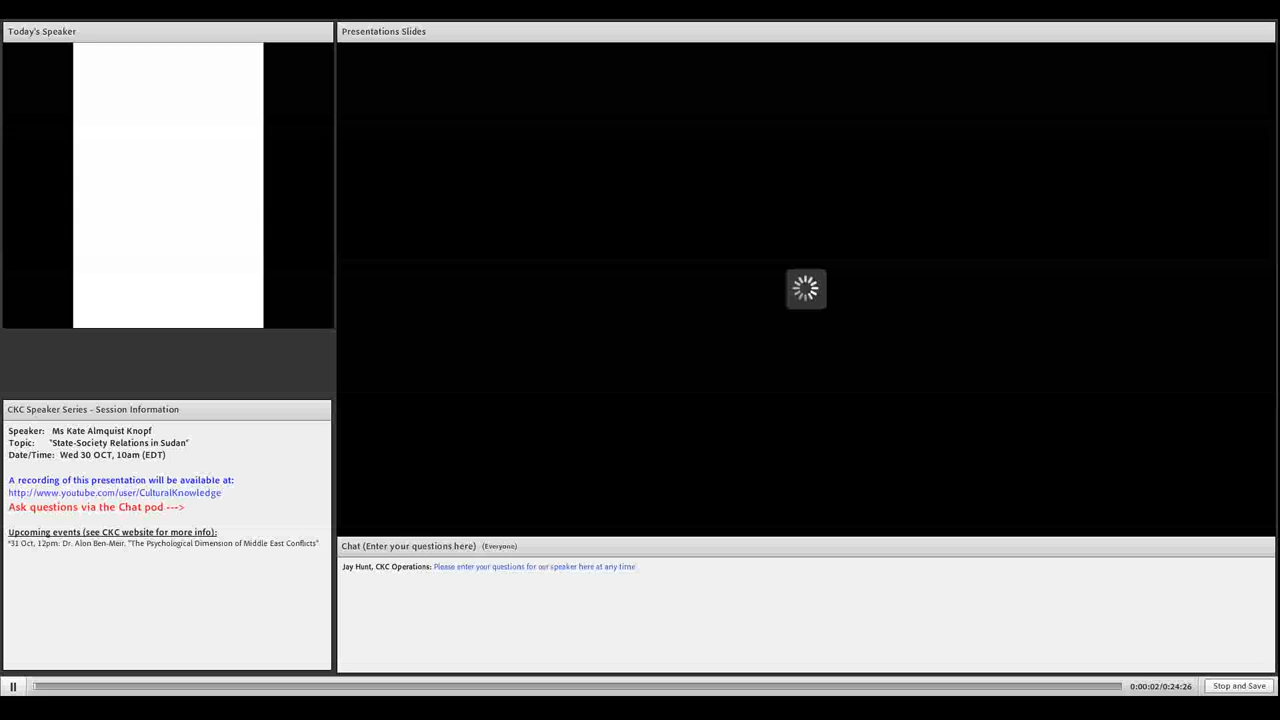 Today's Speaker
Presentations Slides
CKC Speaker Series - Session Information
Speaker: Ms Kate Almquist Knopf
Topic: "State-Society Relations in Sudan"
Date/Time: Wed 30 OCT, 10am (EDT)
A recording of this presentation will be available at:
http://www.youtube.com/user/CulturalKnowledge
Ask questions via the Chat pod --->
Upcoming events (see CKC website for more info):
*31 Oct, 12pm: Dr. Alon Ben-Meir, "The Psychological Dimension of Middle East Conflicts"
Chat (Enter your questions here) (Everyone)
Jay Hunt, CKC Operations: Please enter your questions for our speaker here at any time
0:00:02/0:24:26
Stop and Save